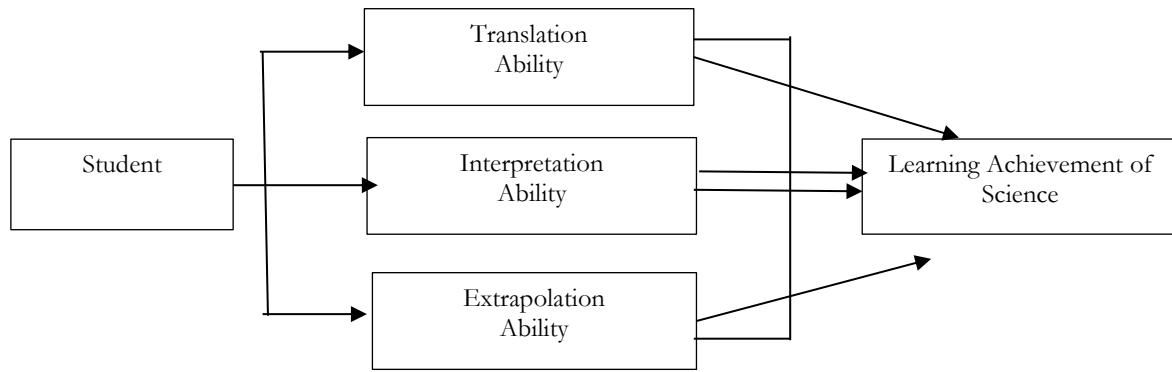 Translation
Ability
Student
Interpretation
Ability
Learning Achievement of
Science
Extrapolation
Ability